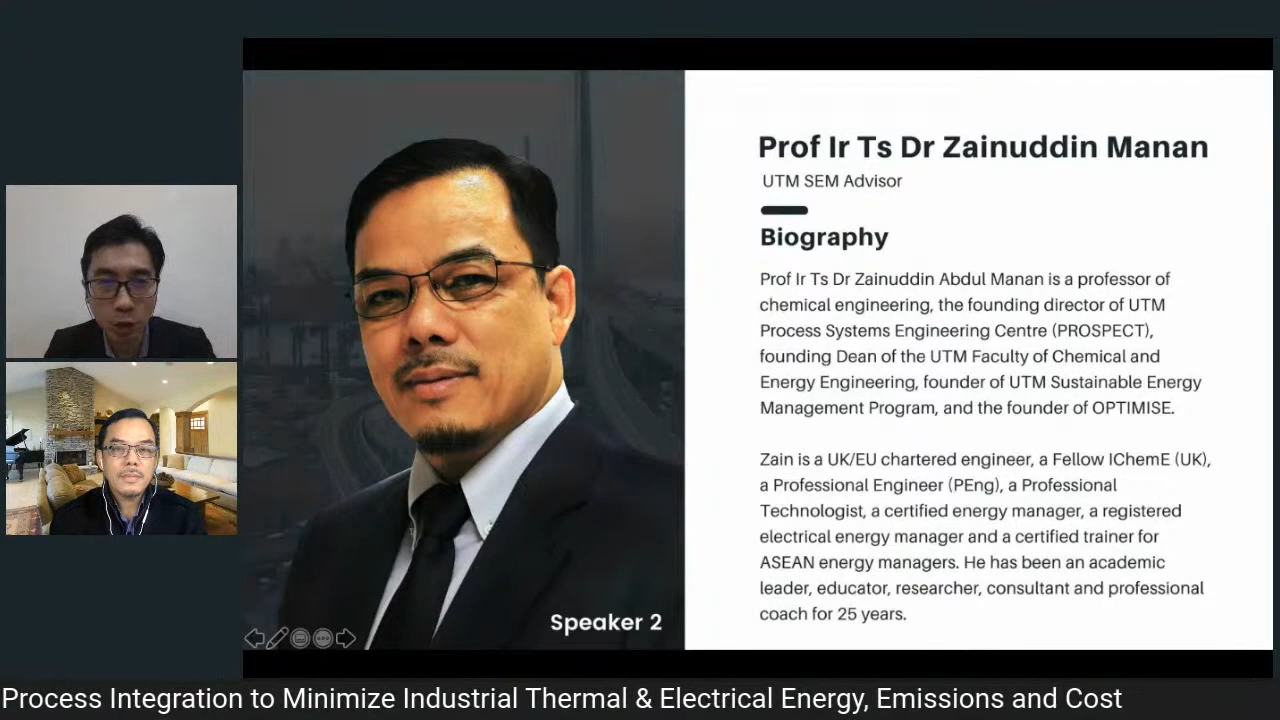 Prof Ir Ts Dr Zainuddin Manan
UTM SEM Advisor
Biography
Prof Ir Ts Dr Zainuddin Abdul Manan is a professor of
chemical engineering, the founding director of UTM
Process Systems Engineering Centre (PROSPECT),
founding Dean of the UTM Faculty of Chemical and
Energy Engineering, founder of UTM Sustainable Energy
Management Program, and the founder of OPTIMISE.
Zain is a UK/EU chartered engineer, a Fellow IChemE (UK),
a Professional Engineer (PEng), a Professional
Technologist, a certified energy manager, a registered
electrical energy manager and a certified trainer for
ASEAN energy managers. He has been an academic
leader, educator, researcher, consultant and professional
coach for 25 years.
Speaker 2
Process Integration to Minimize Industrial Thermal & Electrical Energy, Emissions and Cost